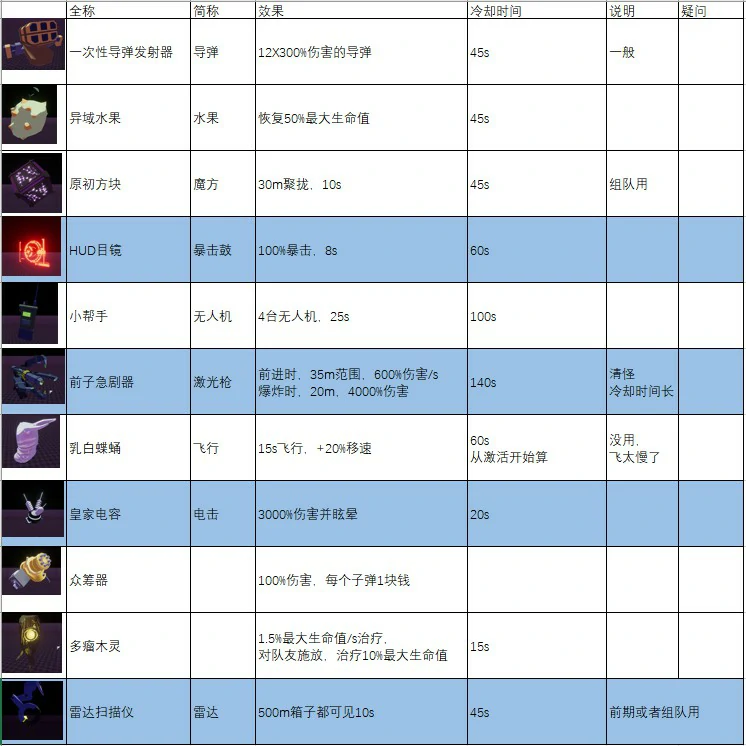 全称 简称 效果 冷却时间 说明 疑问
一次性导弹发射器 导弹 12X300%伤害的导弹 45s 一般
异域水果 水果 恢复50%最大生命值 45s
原初方块 魔方 30m聚拢，10s 45s 组队用
HUD目镜 暴击鼓 100%暴击，8s 60s
小帮手 无人机 4台无人机，25s 100s
前子急剧器 激光枪 前进时，35m范围，600%伤害/s 140s 清怪
爆炸时，20m，4000%伤害 冷却时间长
乳白蝶蛹 飞行 15s飞行，+20%移速 60s 没用，
从激活开始算 飞太慢了
皇家电容 电击 3000%伤害并眩晕 20s
众筹器 100%伤害，每个子弹1块钱
多瘤木灵 1.5%最大生命值/s治疗， 15s
对队友施放，治疗10%最大生命值
雷达扫描仪 雷达 500m箱子都可见10s 45s 前期或者组队用